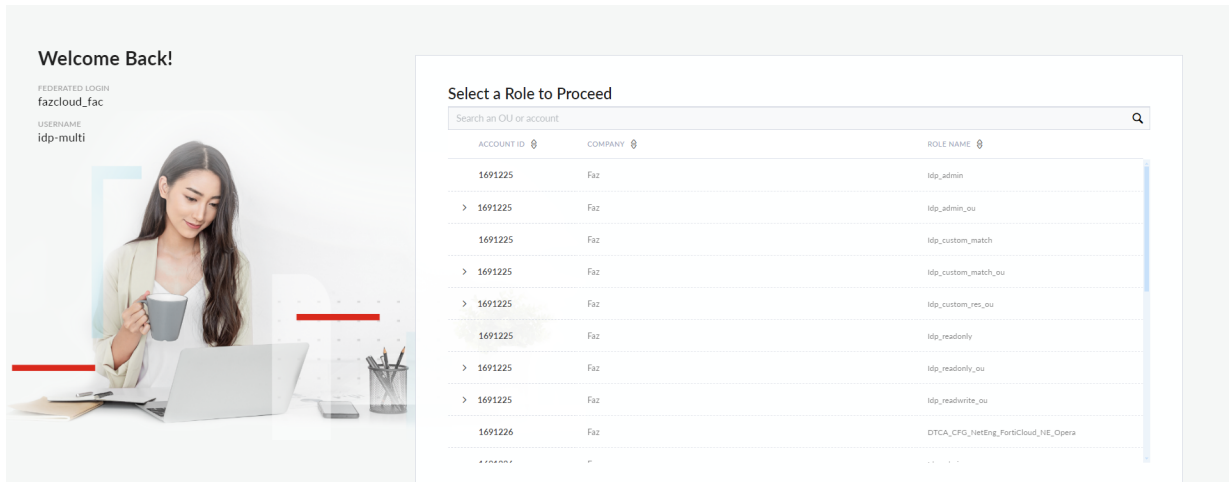 Welcome Back!
FEDERATED LOGIN
fazcloud_fac
USERNAME
idp-multi
Select a Role to Proceed
Search an OU or account
ACCOUNT ID COMPANY ROLE NAME
1691225 Faz Idp_admin
> 1691225 Faz Idp_admin_ou
1691225 Faz Idp_custom_match
> 1691225 Faz Idp_custom_match_ou
> 1691225 Faz Idp_custom_res_ou
1691225 Faz Idp_readonly
> 1691225 Faz Idp_readonly_ou
> 1691225 Faz Idp_readwrite_ou
1691226 Faz DTCA_CFG_NetEng_FortiCloud_NE_Opera